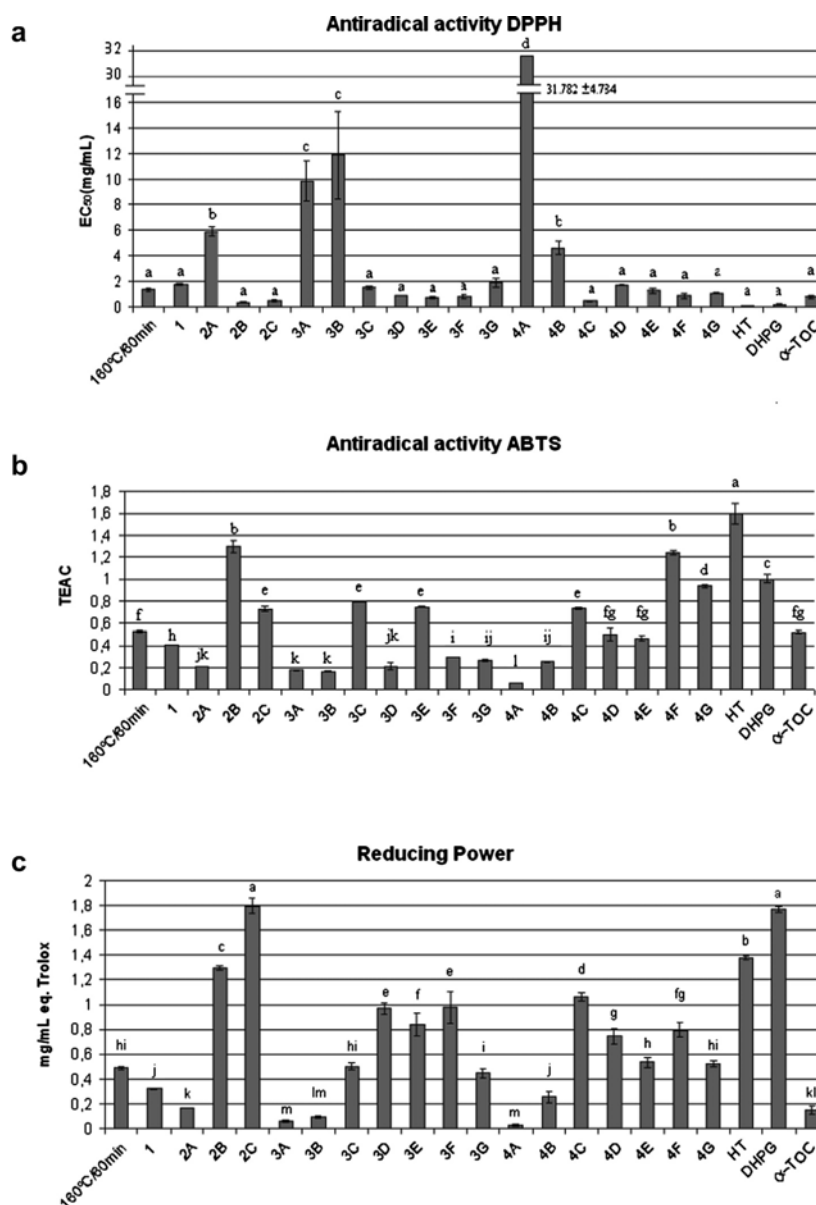 a
Antiradical activity DPPH
EC50(mg/mL)
32
30
16
14
12
10
8
6
4
2
0
31.782 ±4.734
a a b a a c c a a a a a d b a a a a a a a a
160ºC/60min 1 2A 2B 2C 3A 3B 3C 3D 3E 3F 3G 4A 4B 4C 4D 4E 4F 4G HT DHPG α-TOC
b
Antiradical activity ABTS
TEAC
1,8
1,6
1,4
1,2
1
0,8
0,6
0,4
0,2
0
f h jk b e k k e jk e i ij l ij e fg fg b d a c fg
160ºC/60min 1 2A 2B 2C 3A 3B 3C 3D 3E 3F 3G 4A 4B 4C 4D 4E 4F 4G HT DHPG α-TOC
c
Reducing Power
mg/mL eq. Trolox
2
1,8
1,6
1,4
1,2
1
0,8
0,6
0,4
0,2
0
hi j k c a m lm hi e f e i m j d g h fg hi b a kl
160ºC/60min 1 2A 2B 2C 3A 3B 3C 3D 3E 3F 3G 4A 4B 4C 4D 4E 4F 4G HT DHPG α-TOC